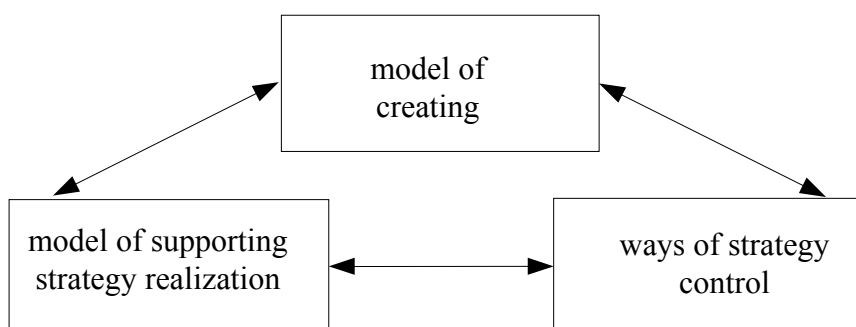 model of
creating
model of supporting
strategy realization
ways of strategy
control